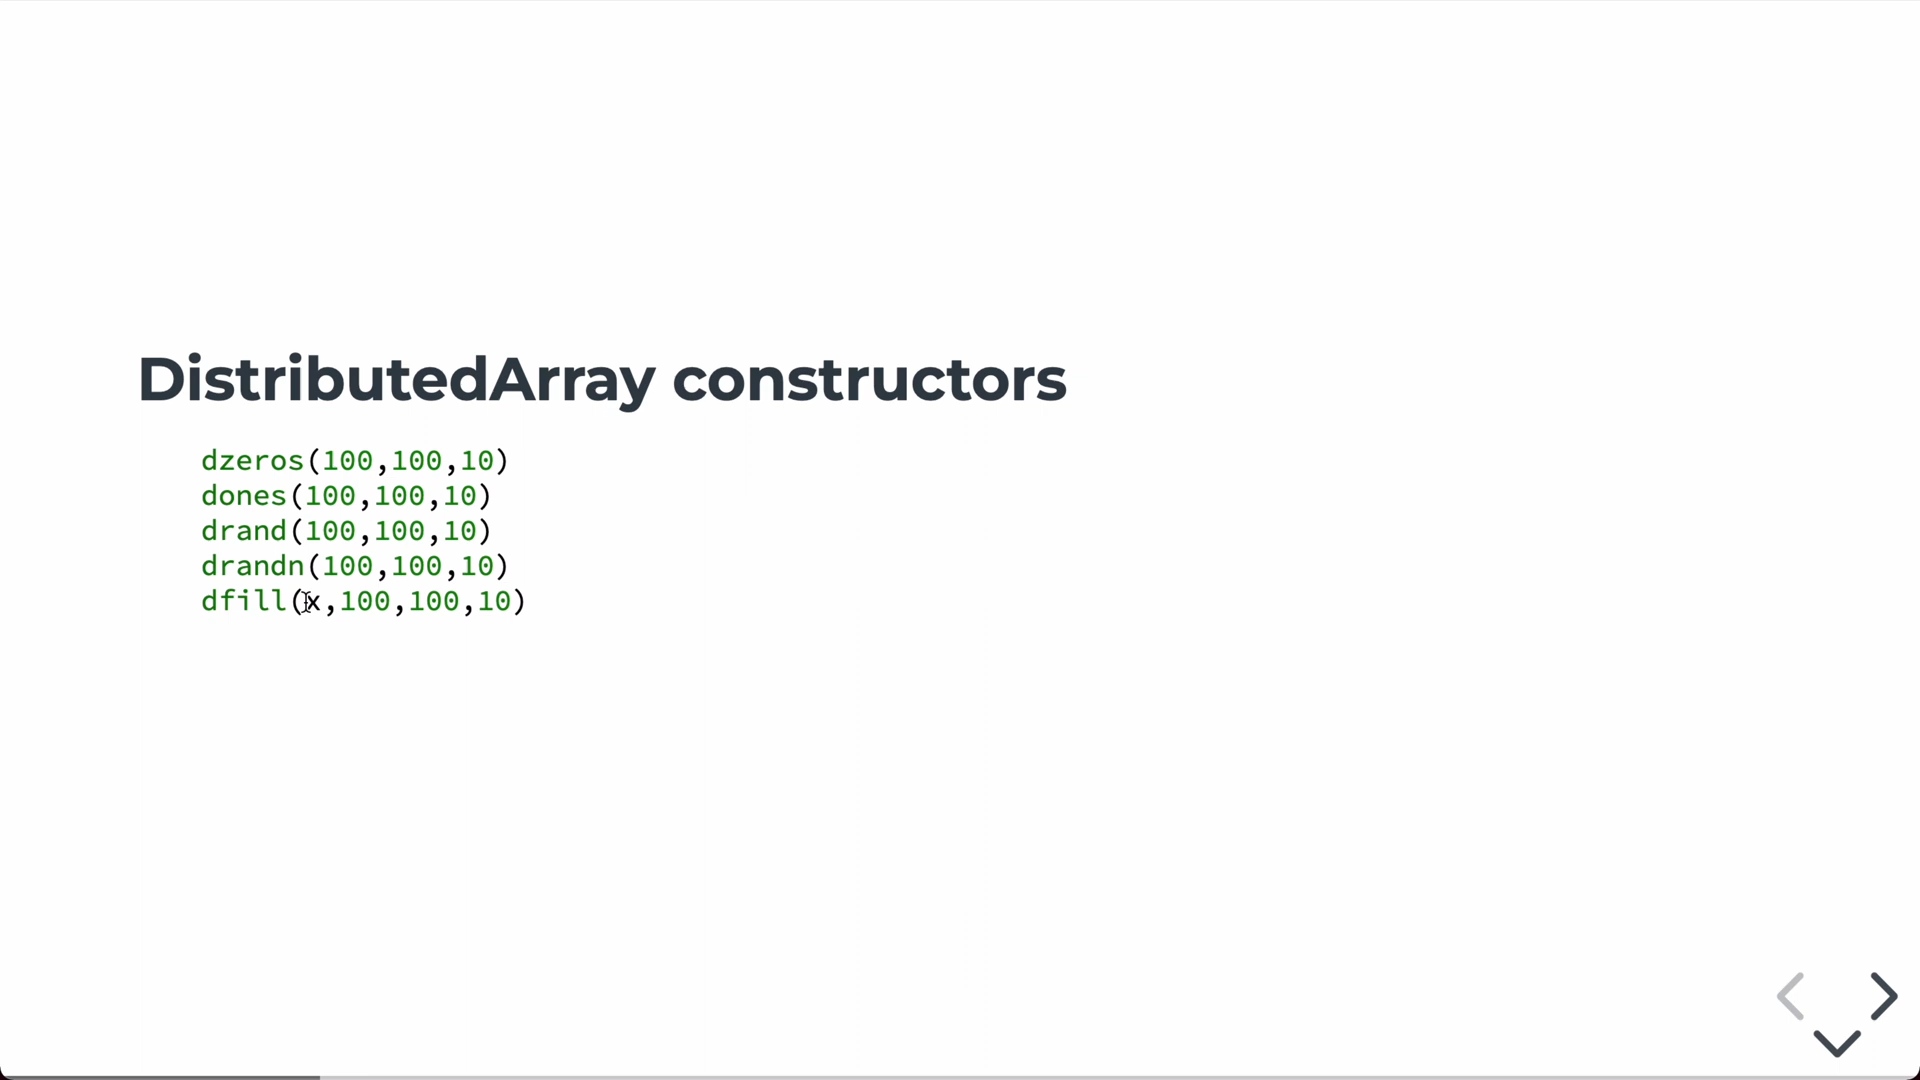 DistributedArray constructors
dzeros(100,100,10)
dones(100,100,10)
drand(100,100,10)
drandn(100,100,10)
dfill(x,100,100,10)